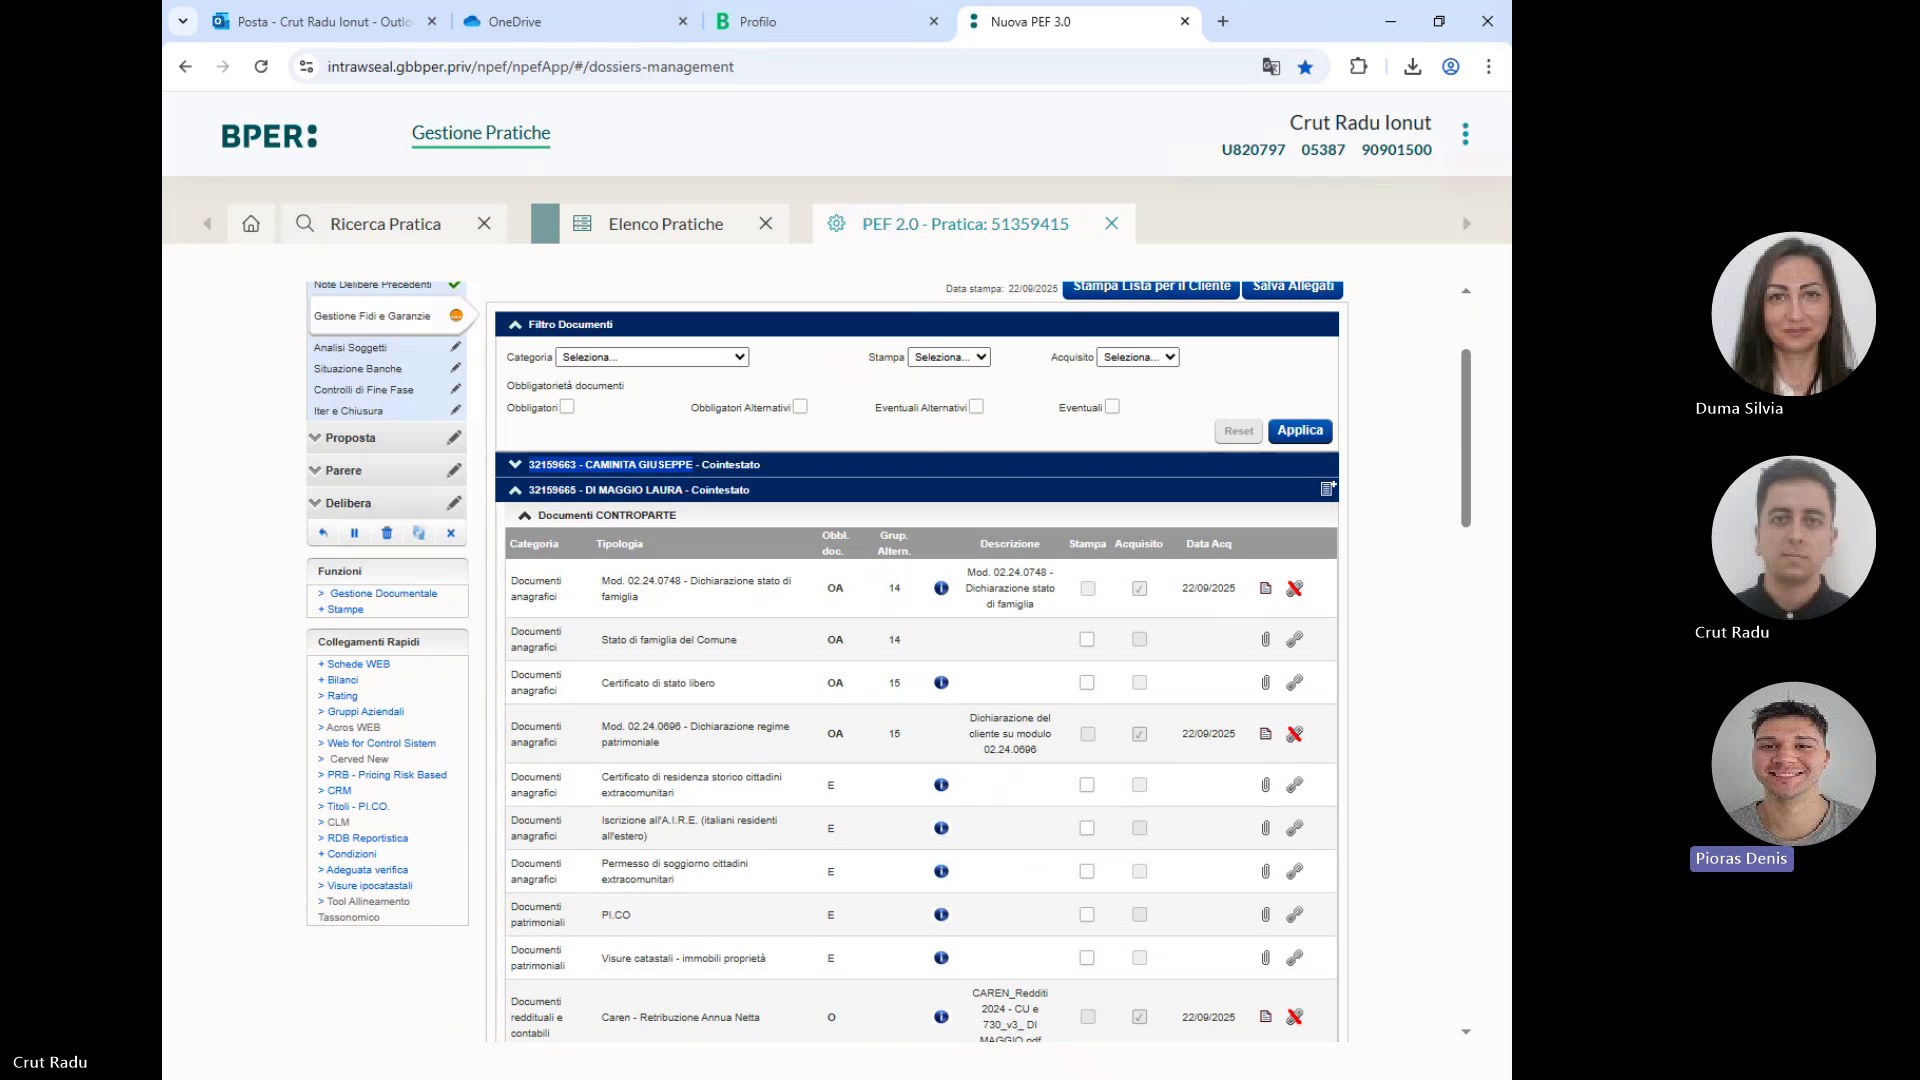 Posta - Crut Radu Ionut - Outlo
OneDrive
Profilo
Nuova PEF 3.0
intrawseal.gbbper.priv/npef/npefApp/#/dossiers-management
BPER:
Gestione Pratiche
Crut Radu Ionut
U820797 05387 90901500
Ricerca Pratica
Elenco Pratiche
PEF 2.0 - Pratica: 51359415
Note Delibere Precedenti
Gestione Fidi e Garanzie
Analisi Soggetti
Situazione Banche
Controlli di Fine Fase
Iter e Chiusura
Proposta
Parere
Delibera
Funzioni
> Gestione Documentale
+ Stampe
Collegamenti Rapidi
+ Schede WEB
+ Bilanci
> Rating
> Gruppi Aziendali
> Acros WEB
> Web for Control Sistem
> Cerved New
> PRB - Pricing Risk Based
> CRM
> Titoli - PI.CO.
> CLM
> RDB Reportistica
+ Condizioni
> Adeguata verifica
> Visure ipocatastali
> Tool Allineamento
Tassonomico
Data stampa: 22/09/2025
Stampa Lista per il Cliente
Salva Allegati
Filtro Documenti
Categoria Seleziona...
Stampa Seleziona...
Acquisito Seleziona...
Obbligatorietà documenti
Obbligatori
Obbligatori Alternativi
Eventuali Alternativi
Eventuali
Reset
Applica
32159663 - CAMINITA GIUSEPPE - Cointestato
32159665 - DI MAGGIO LAURA - Cointestato
Documenti CONTROPARTE
Categoria Tipologia Obbl. doc. Grup. Altern. Descrizione Stampa Acquisito Data Acq
Documenti anagrafici Mod. 02.24.0748 - Dichiarazione stato di famiglia OA 14 Mod. 02.24.0748 - Dichiarazione stato di famiglia 22/09/2025
Documenti anagrafici Stato di famiglia del Comune OA 14
Documenti anagrafici Certificato di stato libero OA 15
Documenti anagrafici Mod. 02.24.0696 - Dichiarazione regime patrimoniale OA 15 Dichiarazione del cliente su modulo 02.24.0696 22/09/2025
Documenti anagrafici Certificato di residenza storico cittadini extracomunitari E
Documenti anagrafici Iscrizione all'A.I.R.E. (italiani residenti all'estero) E
Documenti anagrafici Permesso di soggiorno cittadini extracomunitari E
Documenti patrimoniali PI.CO E
Documenti patrimoniali Visure catastali - immobili proprietà E
Documenti reddituali e contabili Caren - Retribuzione Annua Netta O CAREN_Redditi 2024 - CU e 730_v3_ DI MAGGIO.pdf 22/09/2025
Duma Silvia
Crut Radu
Pioras Denis
Crut Radu